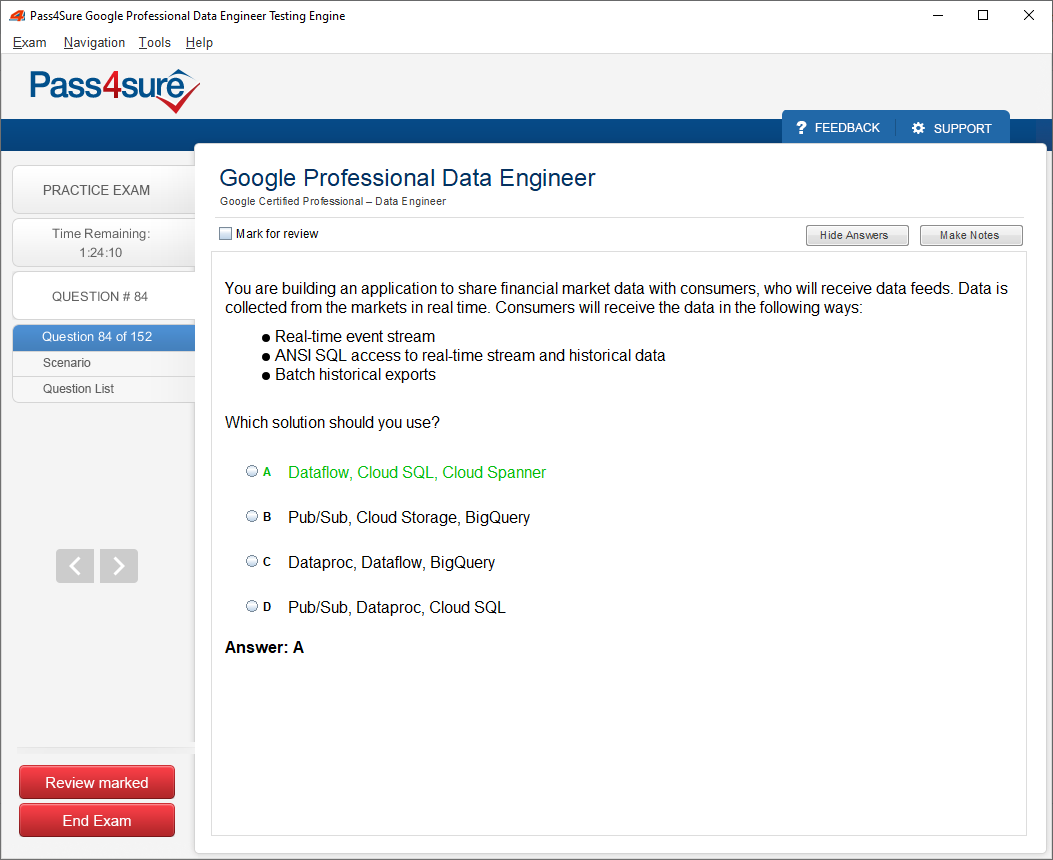 Pass4Sure Google Professional Data Engineer Testing Engine
Exam Navigation Tools Help
Pass4sure
? FEEDBACK SUPPORT
PRACTICE EXAM
Time Remaining:
1:24:10
QUESTION # 84
Question 84 of 152
Scenario
Question List
Review marked
End Exam
Google Professional Data Engineer
Google Certified Professional – Data Engineer
Mark for review Hide Answers Make Notes
You are building an application to share financial market data with consumers, who will receive data feeds. Data is
collected from the markets in real time. Consumers will receive the data in the following ways:
● Real-time event stream
● ANSI SQL access to real-time stream and historical data
● Batch historical exports
Which solution should you use?
A Dataflow, Cloud SQL, Cloud Spanner
B Pub/Sub, Cloud Storage, BigQuery
C Dataproc, Dataflow, BigQuery
D Pub/Sub, Dataproc, Cloud SQL
Answer: A